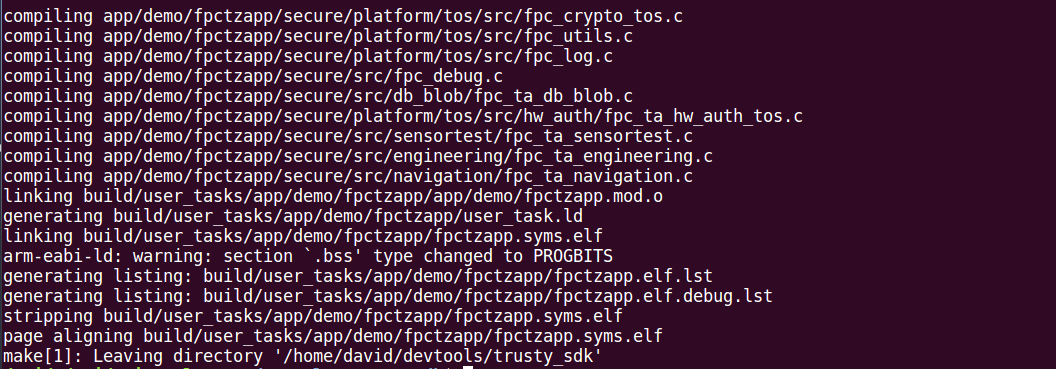 compiling app/demo/fpctzapp/secure/platform/tos/src/fpc_crypto_tos.c
compiling app/demo/fpctzapp/secure/platform/tos/src/fpc_utils.c
compiling app/demo/fpctzapp/secure/platform/tos/src/fpc_log.c
compiling app/demo/fpctzapp/secure/src/fpc_debug.c
compiling app/demo/fpctzapp/secure/src/db_blob/fpc_ta_db_blob.c
compiling app/demo/fpctzapp/secure/platform/tos/src/hw_auth/fpc_ta_hw_auth_tos.c
compiling app/demo/fpctzapp/secure/src/sensortest/fpc_ta_sensortest.c
compiling app/demo/fpctzapp/secure/src/engineering/fpc_ta_engineering.c
compiling app/demo/fpctzapp/secure/src/navigation/fpc_ta_navigation.c
linking build/user_tasks/app/demo/fpctzapp/app/demo/fpctzapp.mod.o
generating build/user_tasks/app/demo/fpctzapp/user_task.ld
linking build/user_tasks/app/demo/fpctzapp/fpctzapp.syms.elf
arm-eabi-ld: warning: section `.bss' type changed to PROGBITS
generating listing: build/user_tasks/app/demo/fpctzapp/fpctzapp.elf.lst
generating listing: build/user_tasks/app/demo/fpctzapp/fpctzapp.elf.debug.lst
stripping build/user_tasks/app/demo/fpctzapp/fpctzapp.syms.elf
page aligning build/user_tasks/app/demo/fpctzapp/fpctzapp.syms.elf
make[1]: Leaving directory '/home/david/devtools/trusty_sdk'